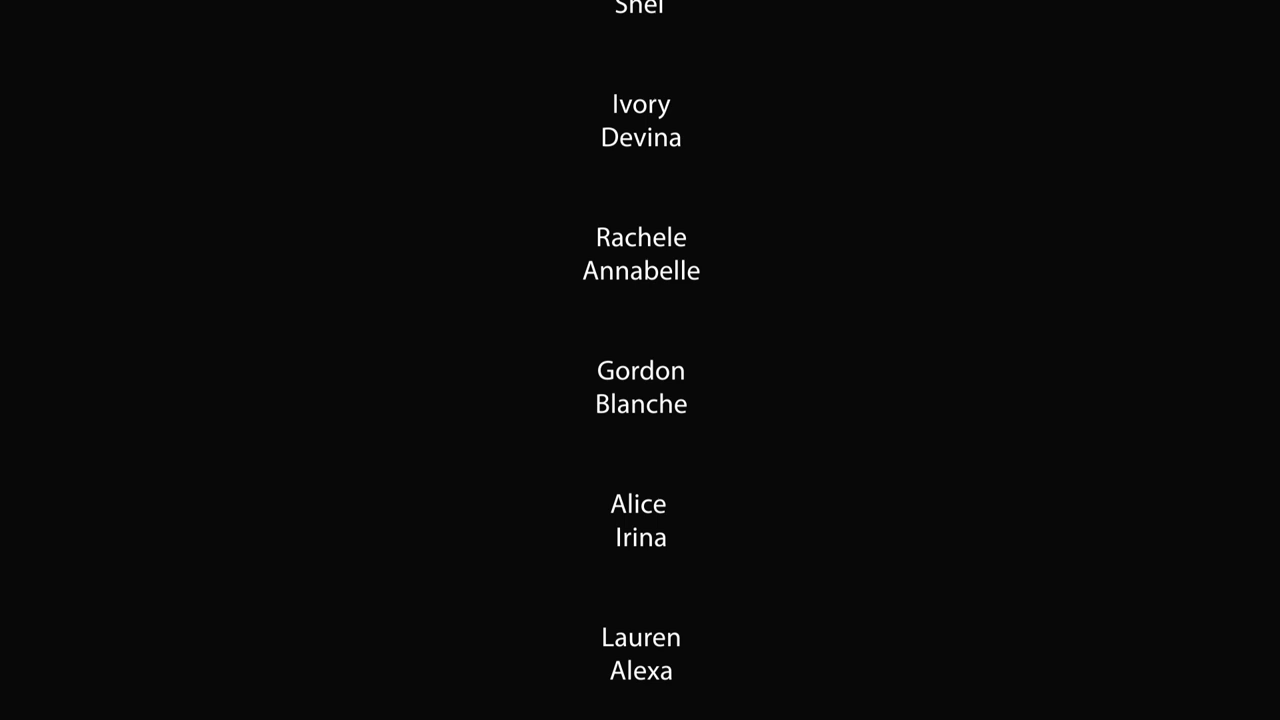 Ivory
Devina
Rachele
Annabelle
Gordon
Blanche
Alice
Irina
Lauren
Alexa